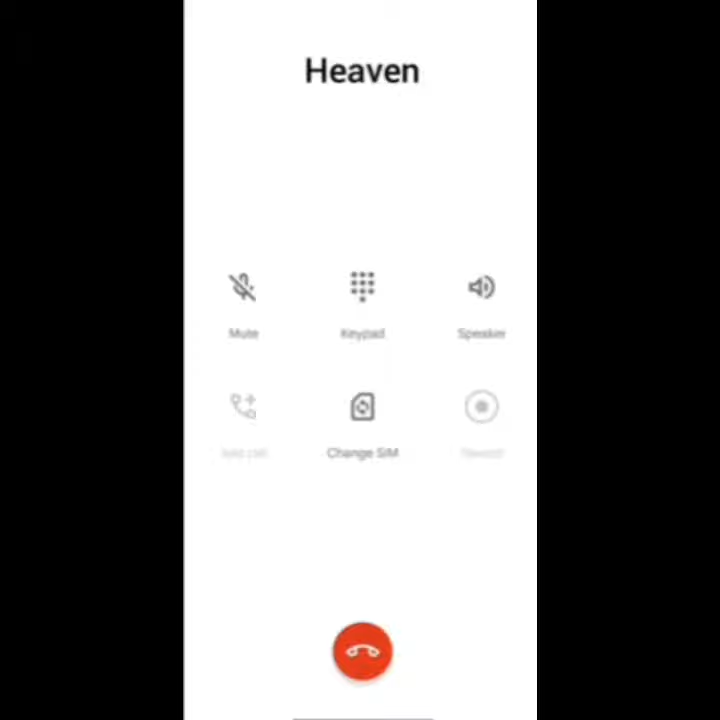 Heaven
Mute
Keypad
Speaker
Add call
Change SIM
Record